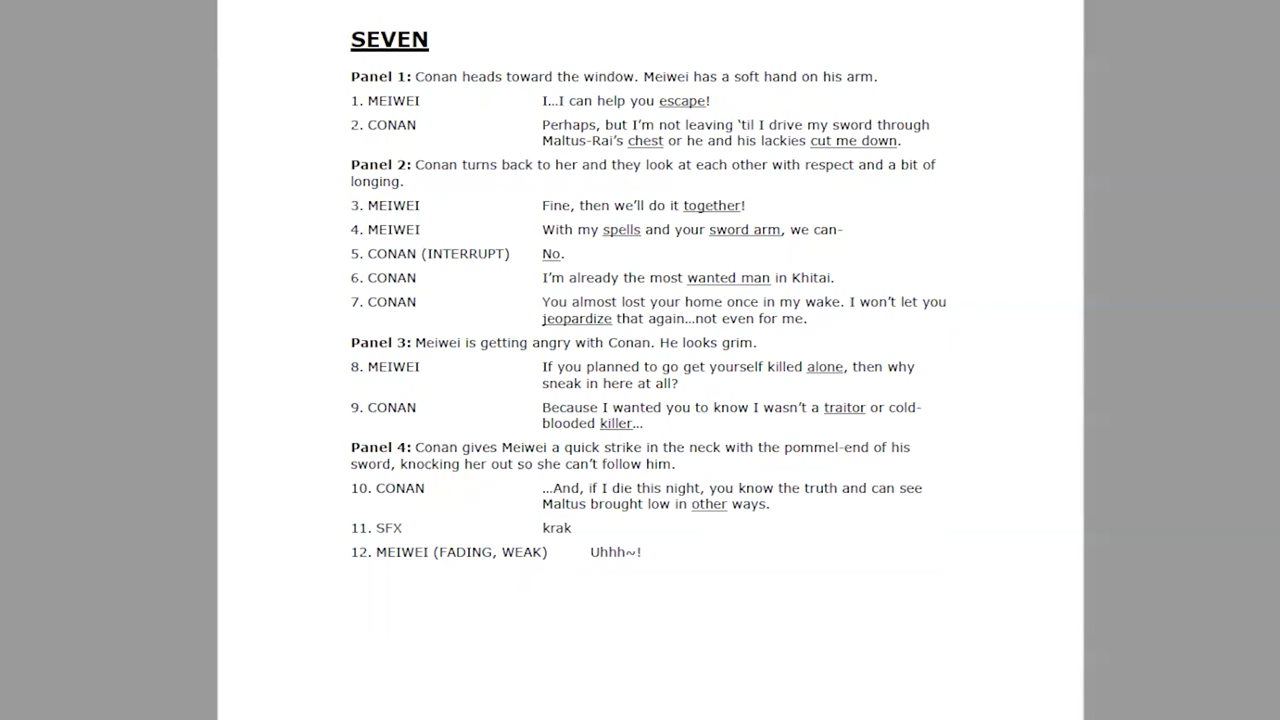 SEVEN
Panel 1: Conan heads toward the window. Meiwei has a soft hand on his arm.
1. MEIWEI I...I can help you escape!
2. CONAN Perhaps, but I'm not leaving 'til I drive my sword through
Maltus-Rai's chest or he and his lackies cut me down.
Panel 2: Conan turns back to her and they look at each other with respect and a bit of
longing.
3. MEIWEI Fine, then we'll do it together!
4. MEIWEI With my spells and your sword arm, we can-
5. CONAN (INTERRUPT) No.
6. CONAN I'm already the most wanted man in Khitai.
7. CONAN You almost lost your home once in my wake. I won't let you
jeopardize that again...not even for me.
Panel 3: Meiwei is getting angry with Conan. He looks grim.
8. MEIWEI If you planned to go get yourself killed alone, then why
sneak in here at all?
9. CONAN Because I wanted you to know I wasn't a traitor or cold-
blooded killer...
Panel 4: Conan gives Meiwei a quick strike in the neck with the pommel-end of his
sword, knocking her out so she can't follow him.
10. CONAN ...And, if I die this night, you know the truth and can see
Maltus brought low in other ways.
11. SFX krak
12. MEIWEI (FADING, WEAK) Uhhh~!